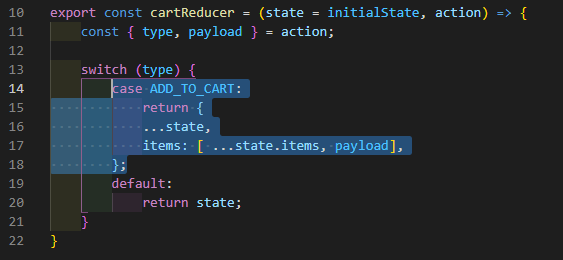 10 export const cartReducer = (state = initialState, action) => {
11     const { type, payload } = action;
12
13     switch (type) {
14         case ADD_TO_CART:
15             return {
16             ...state,
17             items: [ ...state.items, payload],
18         };
19         default:
20             return state;
21     }
22 }